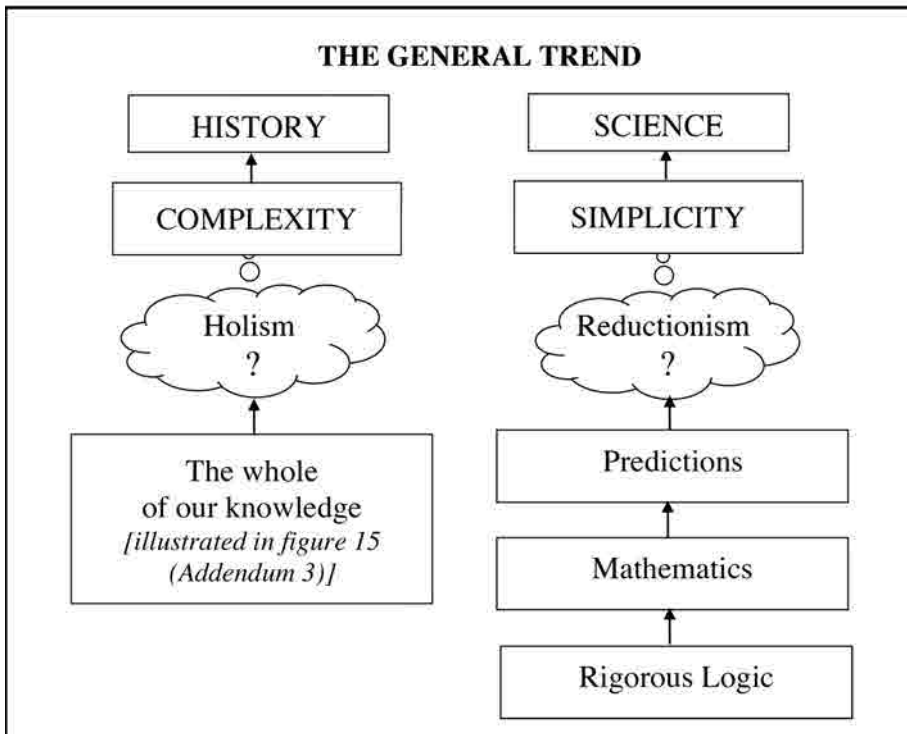 THE GENERAL TREND
HISTORY
COMPLEXITY
Holism
?
The whole
of our knowledge
[illustrated in figure 15
(Addendum 3)]
SCIENCE
SIMPLICITY
Reductionism
?
Predictions
Mathematics
Rigorous Logic